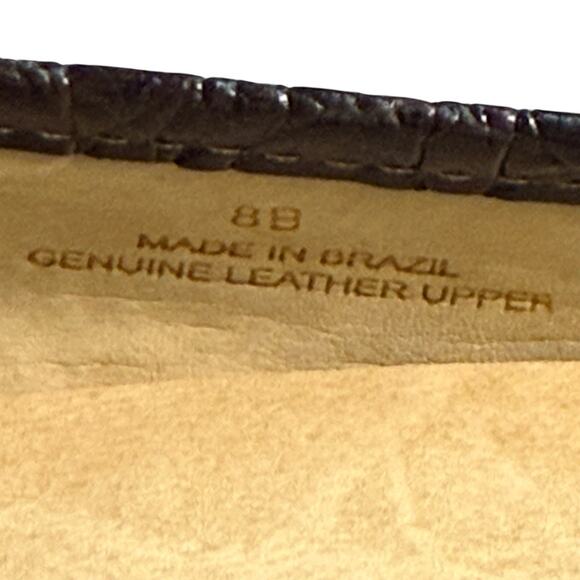 8B
MADE IN BRAZIL
GENUINE LEATHER UPPER